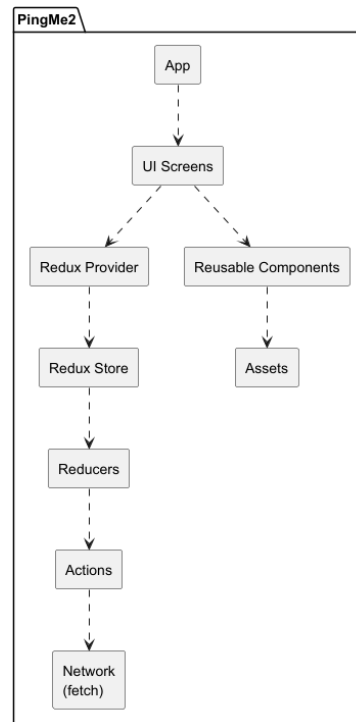 PingMe2
App
UI Screens
Redux Provider
Reusable Components
Redux Store
Assets
Reducers
Actions
Network
(fetch)